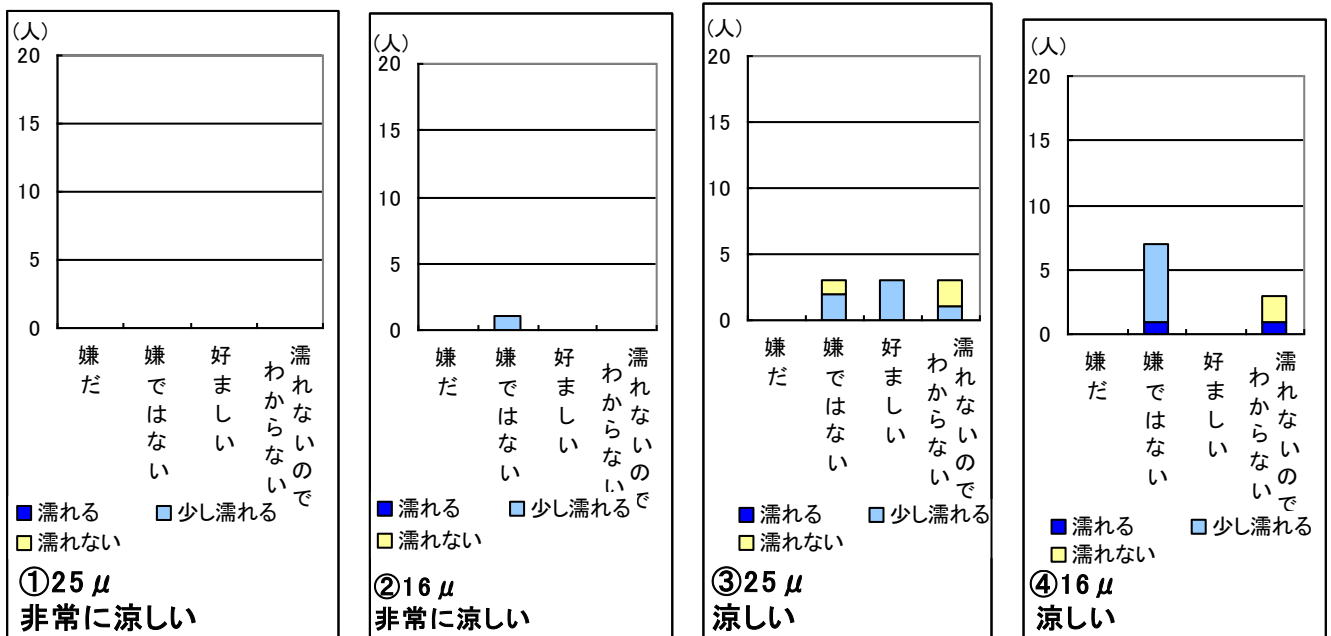 (人)
20
15
10
5
0
嫌だ
嫌ではない
好ましい
濡れないので
わからない
濡れる
少し濡れる
濡れない
①25μ
非常に涼しい
(人)
20
15
10
5
0
嫌だ
嫌ではない
好ましい
濡れないので
わからない
濡れる
少し濡れる
濡れない
②16μ
非常に涼しい
(人)
20
15
10
5
0
嫌だ
嫌ではない
好ましい
濡れないので
わからない
濡れる
少し濡れる
濡れない
③25μ
涼しい
(人)
20
15
10
5
0
嫌だ
嫌ではない
好ましい
濡れないので
わからない
濡れる
少し濡れる
濡れない
④16μ
涼しい